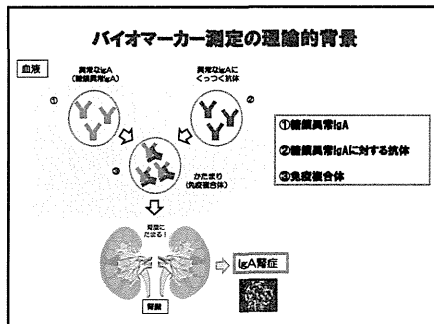 バイオマーカー測定の理論的背景
血液
異常なIgA
(糖鎖異常IgA)
異常なIgAに
くっつく抗体
①
②
①糖鎖異常IgA
②糖鎖異常IgAに対する抗体
③免疫複合体
③
かたまり
(免疫複合体)
腎臓に
たまる!
IgA腎症
腎臓